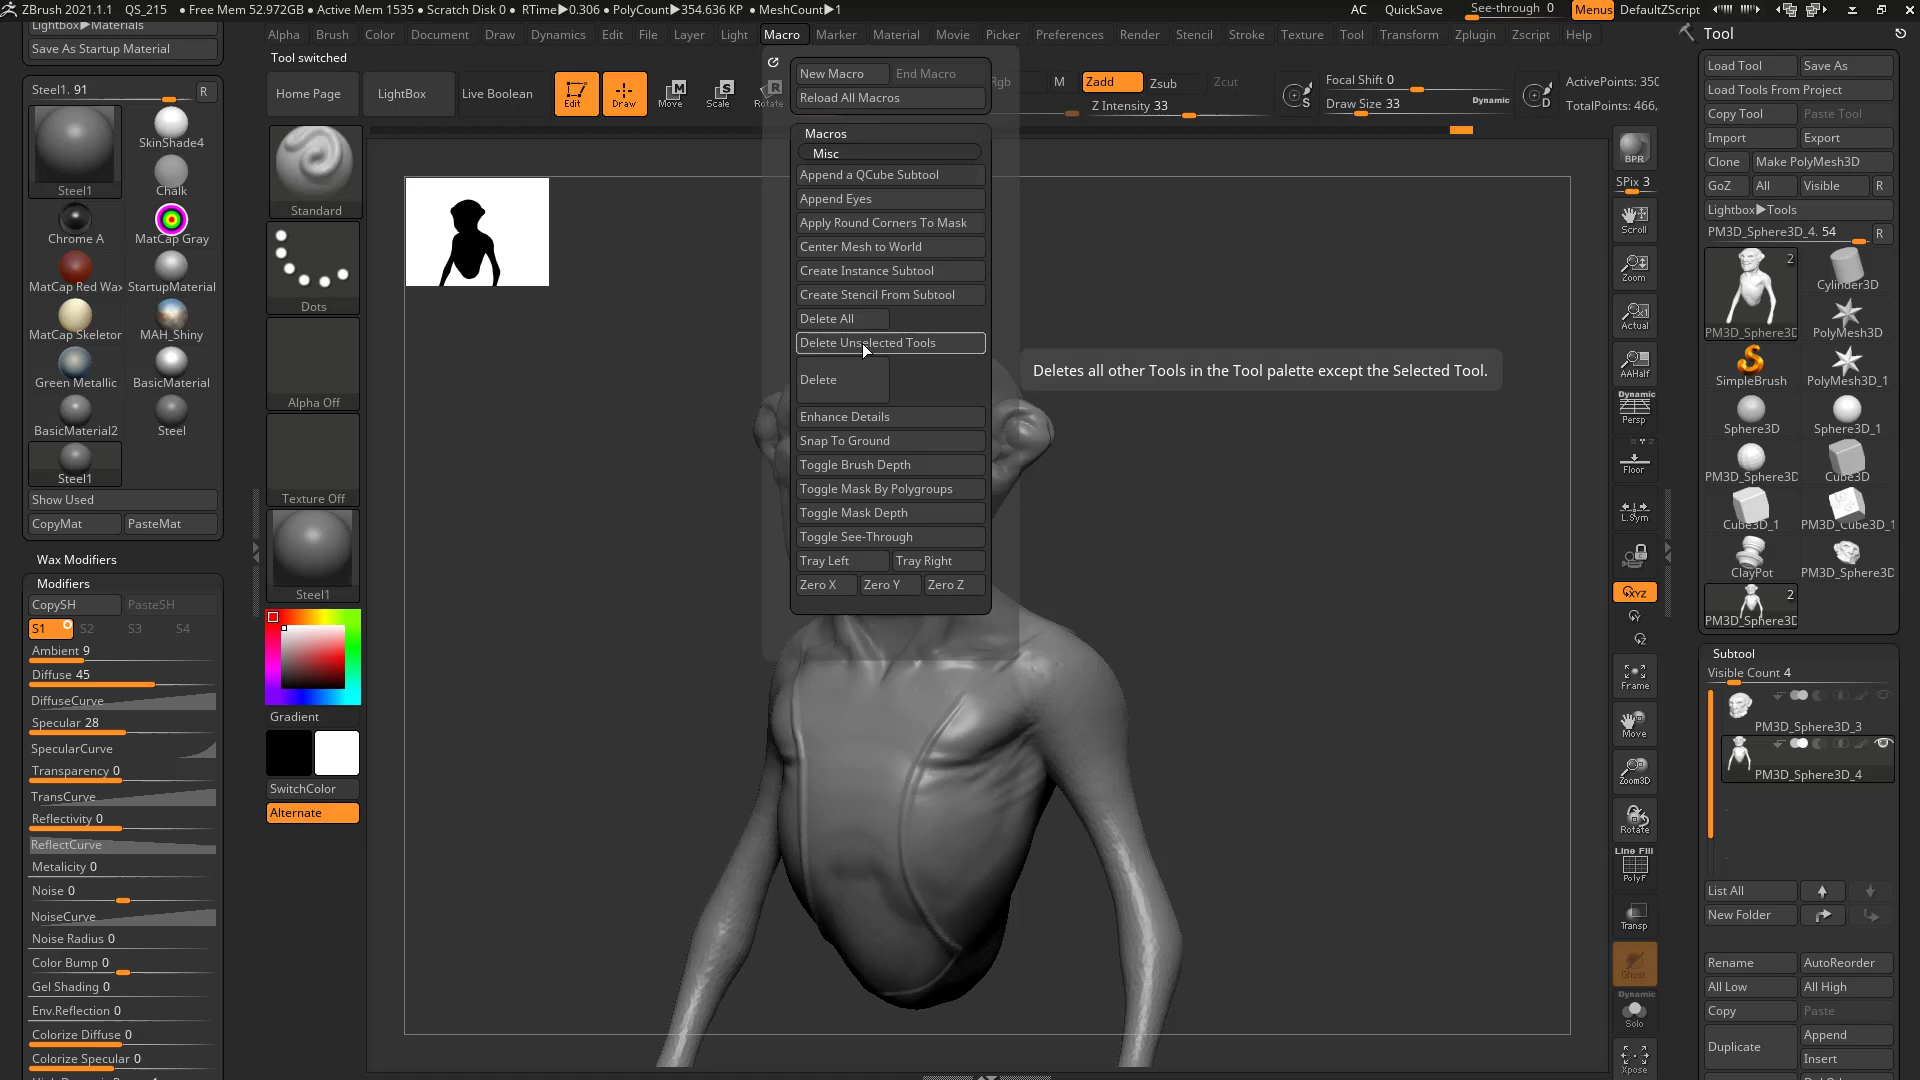 ZBrush 2021.1.1 QS_215 • Free Mem 52.972GB • Active Mem 1535 • Scratch Disk 0 • RTime▶0.306 • PolyCount▶354.636 KP • MeshCount▶1 AC QuickSave See-through 0 Menus DefaultZScript
Alpha Brush Color Document Draw Dynamics Edit File Layer Light Macro Marker Material Movie Picker Preferences Render Stencil Stroke Texture Tool Transform Zplugin Zscript Help
Tool switched
Home Page LightBox Live Boolean Edit Draw Move Scale Rotate
Rgb M Zadd Zsub Zcut
Z Intensity 33
Focal Shift 0
Draw Size 33 Dynamic
S
D
ActivePoints: 350
TotalPoints: 466,
Lightbox▶Materials
Save As Startup Material
Steel1. 91 R
Steel1
SkinShade4
Chalk
Chrome A MatCap Gray
MatCap Red Wax StartupMaterial
MatCap Skeleton MAH_Shiny
Green Metallic BasicMaterial
BasicMaterial2 Steel
Steel1
Show Used
CopyMat PasteMat
Wax Modifiers
Modifiers
CopySH PasteSH
S1 S2 S3 S4
Ambient 9
Diffuse 45
DiffuseCurve
Specular 28
SpecularCurve
Transparency 0
TransCurve
Reflectivity 0
ReflectCurve
Metalicity 0
Noise 0
NoiseCurve
Noise Radius 0
Color Bump 0
Gel Shading 0
Env.Reflection 0
Colorize Diffuse 0
Colorize Specular 0
Standard
Dots
Alpha Off
Texture Off
Steel1
Gradient
SwitchColor
Alternate
New Macro End Macro
Reload All Macros
Macros
Misc
Append a QCube Subtool
Append Eyes
Apply Round Corners To Mask
Center Mesh to World
Create Instance Subtool
Create Stencil From Subtool
Delete All
Delete Unselected Tools
Delete
Enhance Details
Snap To Ground
Toggle Brush Depth
Toggle Mask By Polygroups
Toggle Mask Depth
Toggle See-Through
Tray Left Tray Right
Zero X Zero Y Zero Z
Deletes all other Tools in the Tool palette except the Selected Tool.
BPR
SPix 3
Scroll
Zoom
Actual
AAHalf
Dynamic
Persp
Floor
L.Sym
XYZ
Y
Z
Frame
Move
Zoom3D
Rotate
Line Fill
PolyF
Transp
Ghost
Dynamic
Solo
Xpose
Tool
Load Tool Save As
Load Tools From Project
Copy Tool Paste Tool
Import Export
Clone Make PolyMesh3D
GoZ All Visible R
Lightbox▶Tools
PM3D_Sphere3D_4. 54 R
2
PM3D_Sphere3D
Cylinder3D
PolyMesh3D
SimpleBrush PolyMesh3D_1
Sphere3D Sphere3D_1
PM3D_Sphere3D Cube3D
Cube3D_1 PM3D_Cube3D_1
ClayPot PM3D_Sphere3D
2
PM3D_Sphere3D
Subtool
Visible Count 4
PM3D_Sphere3D_3
PM3D_Sphere3D_4
List All
New Folder
Rename AutoReorder
All Low All High
Copy Paste
Duplicate Append
Insert